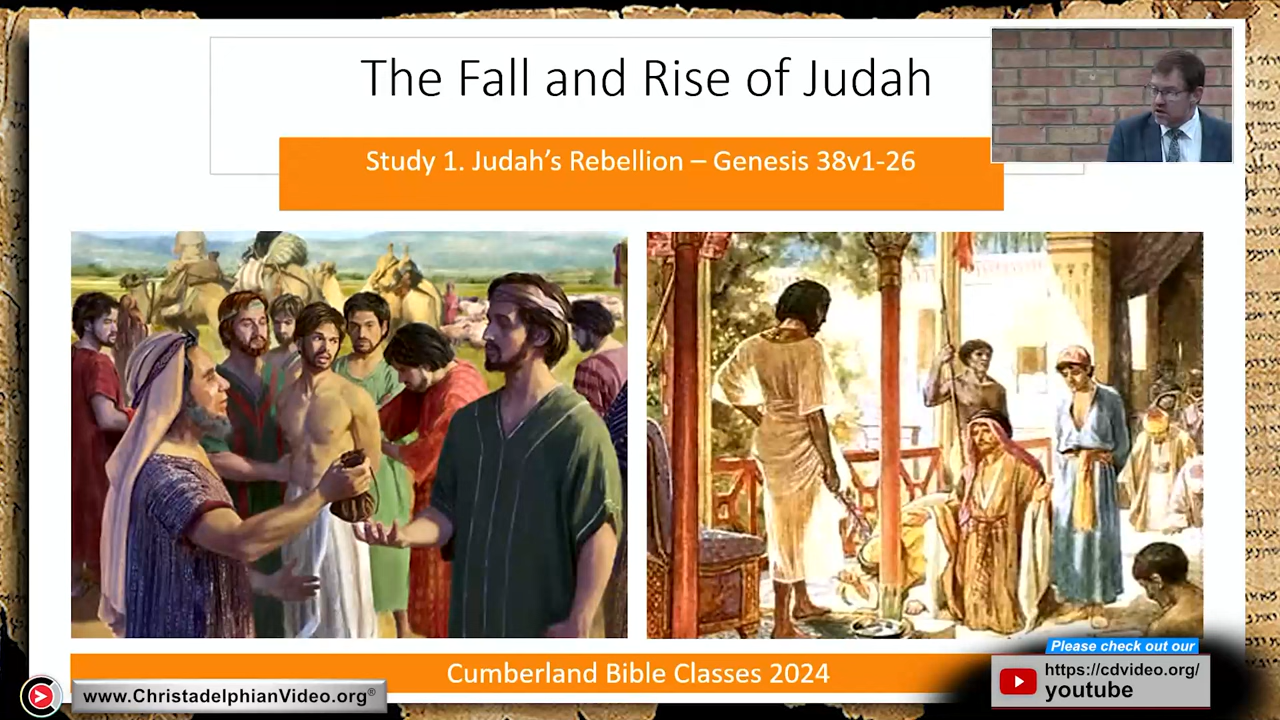 The Fall and Rise of Judah
Study 1. Judah’s Rebellion – Genesis 38v1-26
Cumberland Bible Classes 2024
www.ChristadelphianVideo.org®
Please check out our
https://cdvideo.org/
youtube